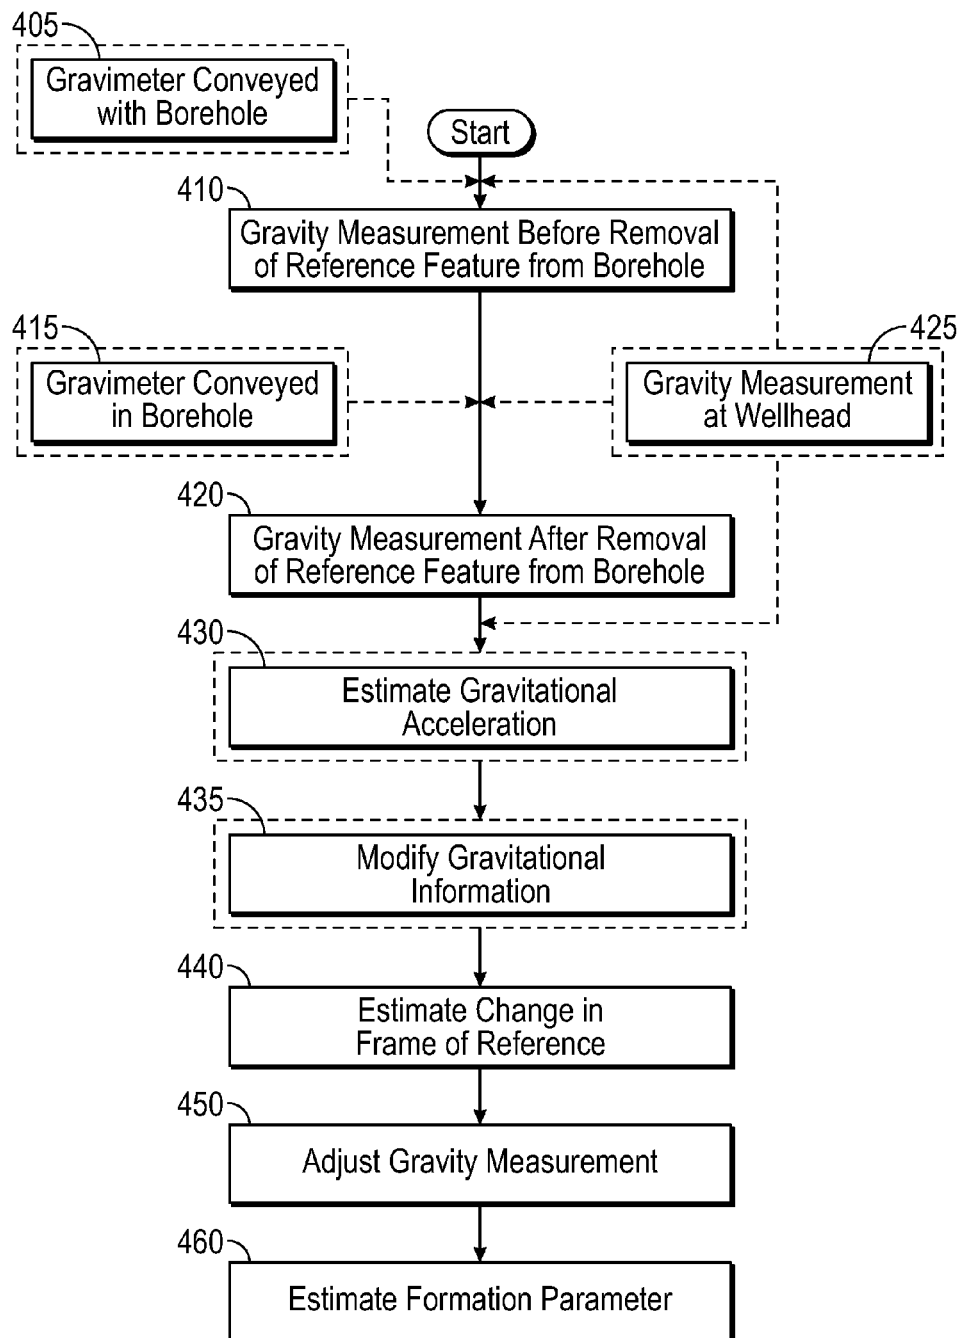 405
Gravimeter Conveyed
with Borehole
Start
410
Gravity Measurement Before Removal
of Reference Feature from Borehole
415
Gravimeter Conveyed
in Borehole
425
Gravity Measurement
at Wellhead
420
Gravity Measurement After Removal
of Reference Feature from Borehole
430
Estimate Gravitational
Acceleration
435
Modify Gravitational
Information
440
Estimate Change in
Frame of Reference
450
Adjust Gravity Measurement
460
Estimate Formation Parameter